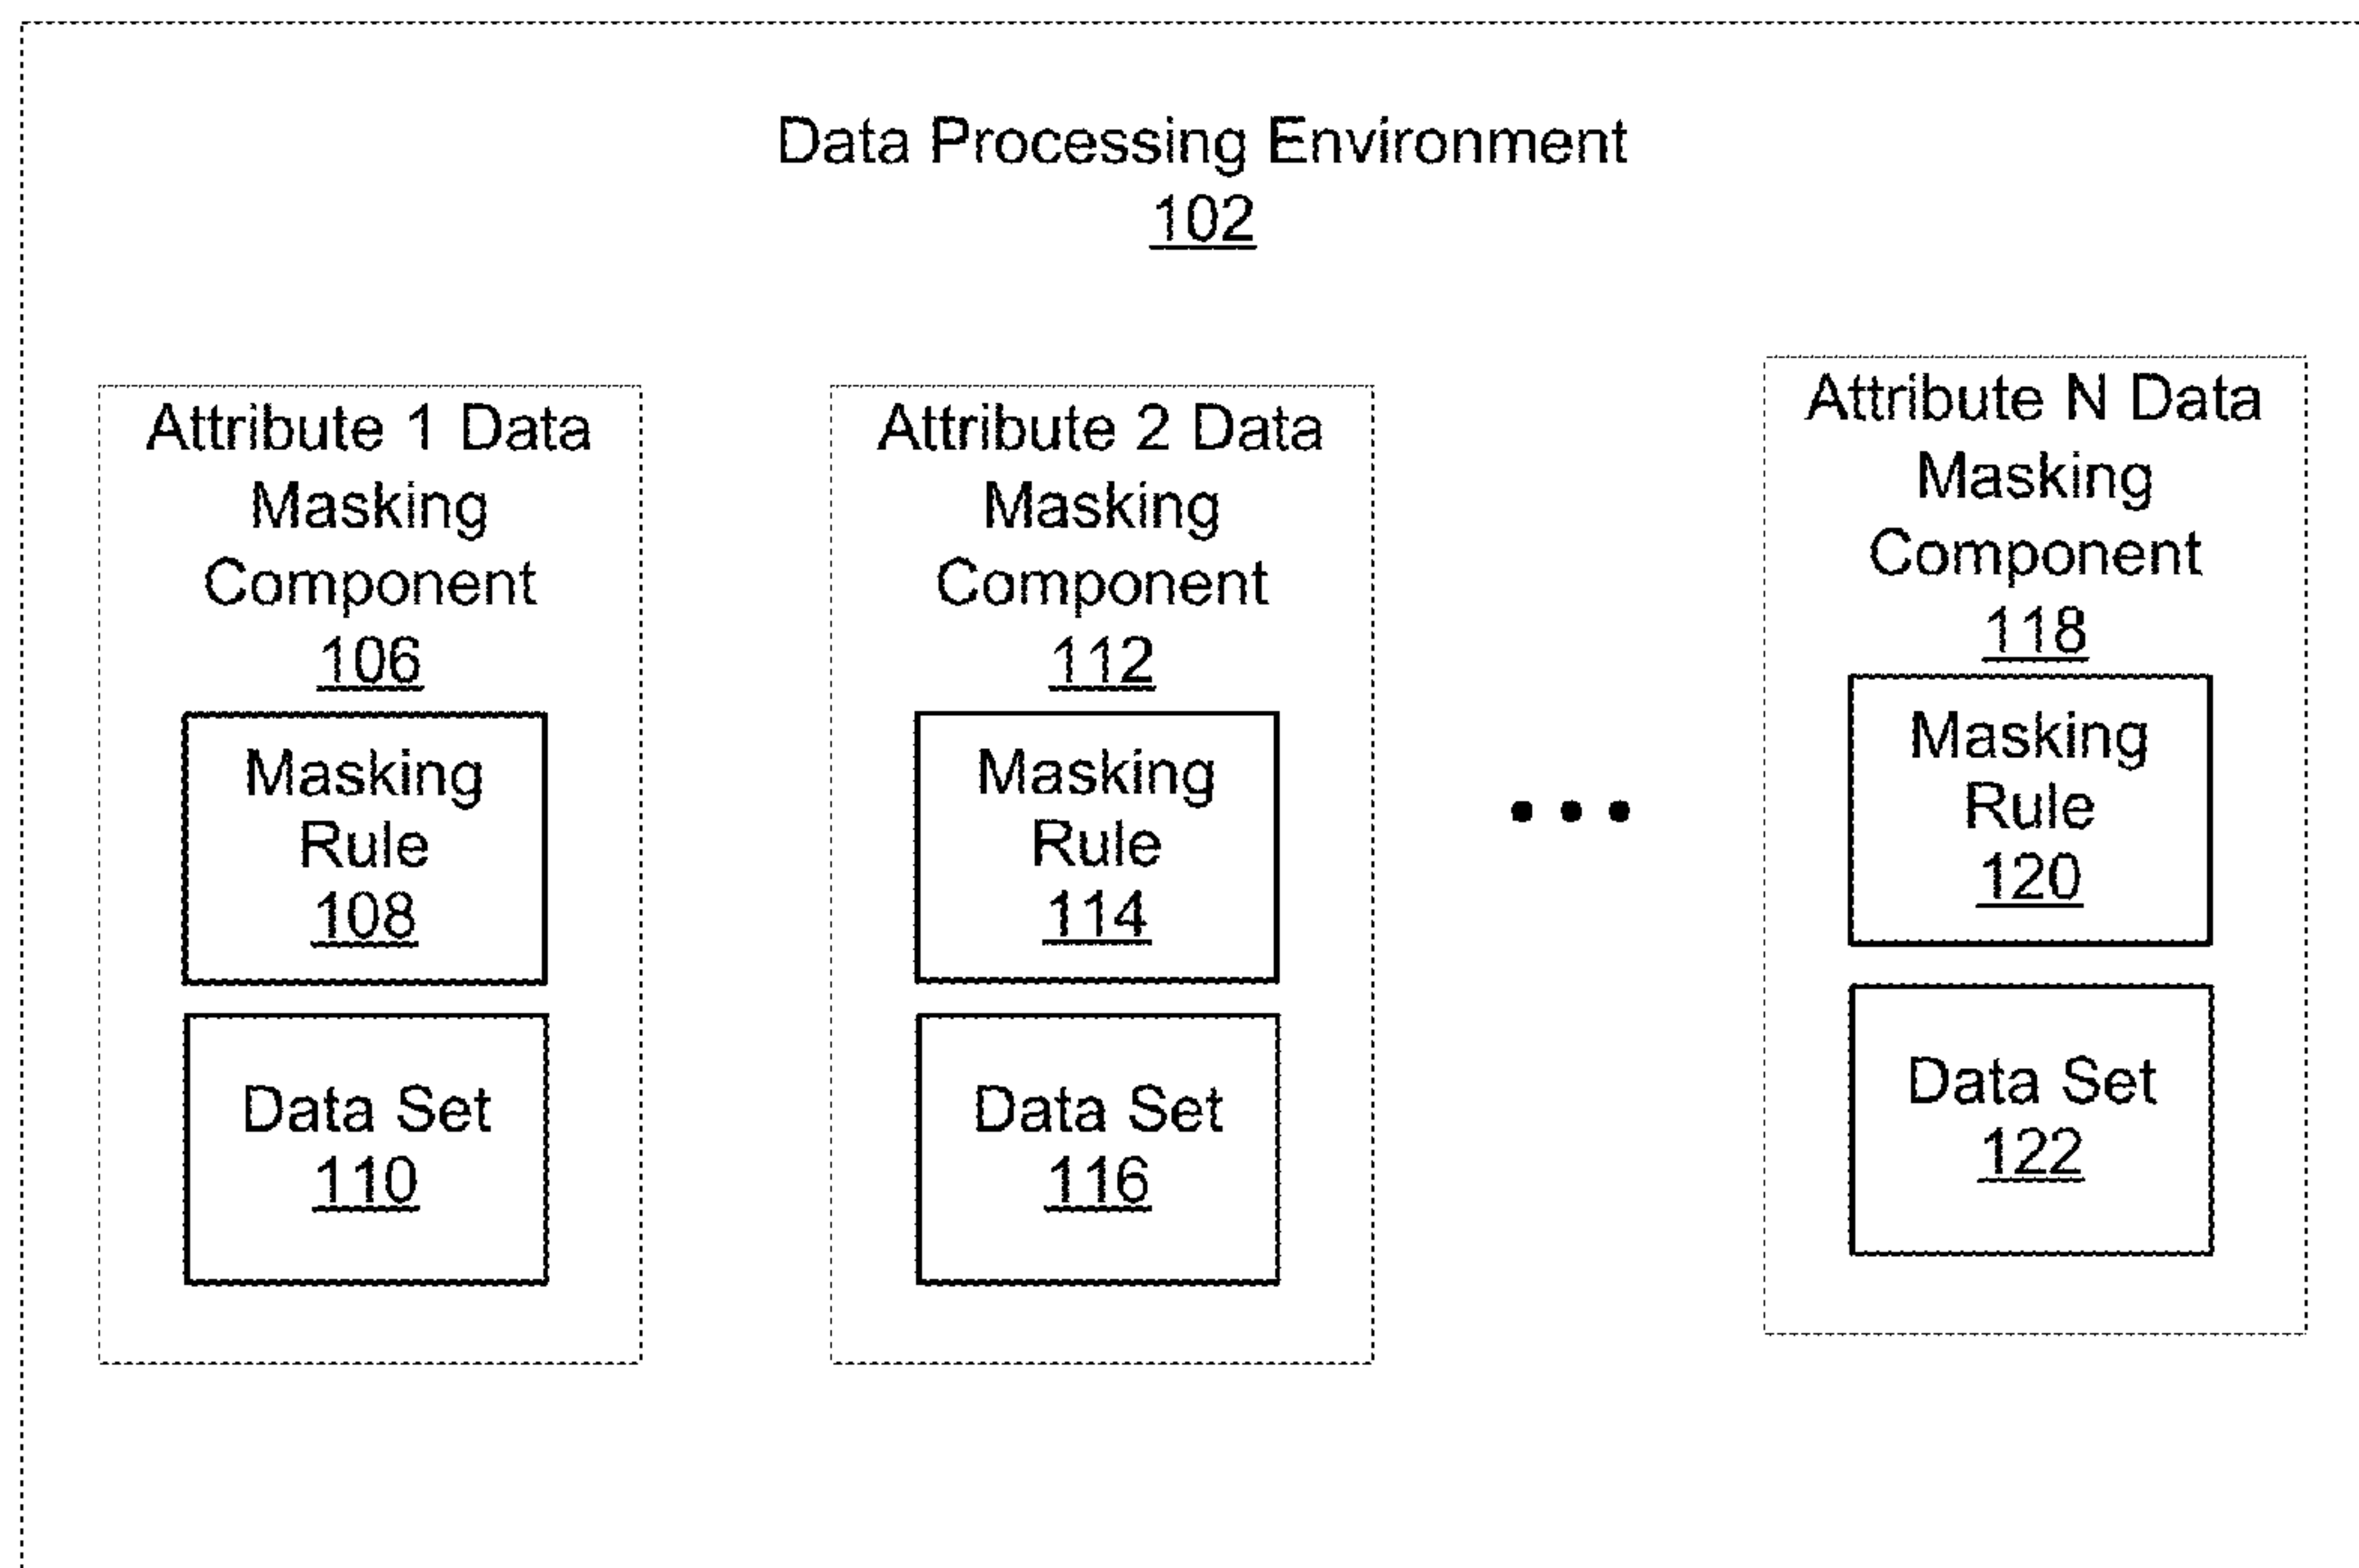 Data Processing Environment
102
Attribute 1 Data
Masking
Component
106
Masking
Rule
108
Data Set
110
Attribute 2 Data
Masking
Component
112
Masking
Rule
114
Data Set
116
Attribute N Data
Masking
Component
118
Masking
Rule
120
Data Set
122